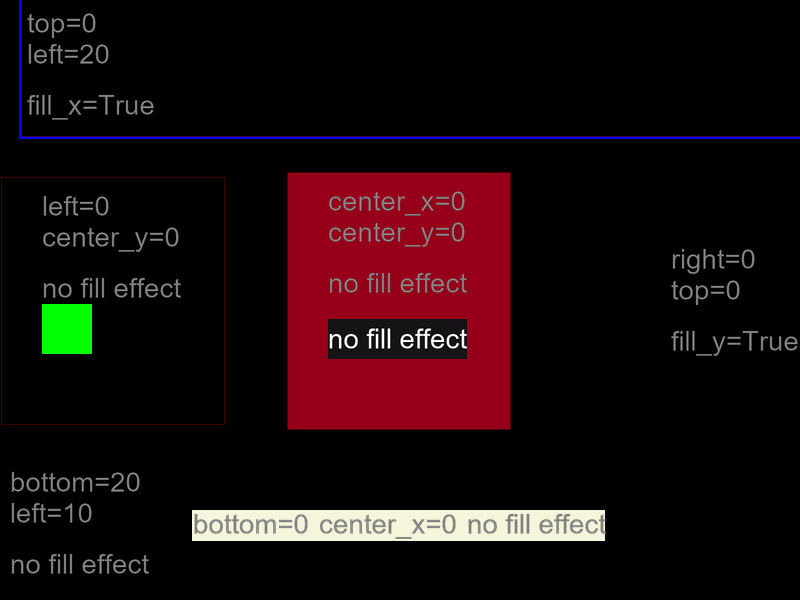 top=0
left=20
fill_x=True
left=0
center_y=0
no fill effect
center_x=0
center_y=0
no fill effect
no fill effect
right=0
top=0
fill_y=True
bottom=20
left=10
no fill effect
bottom=0 center_x=0 no fill effect